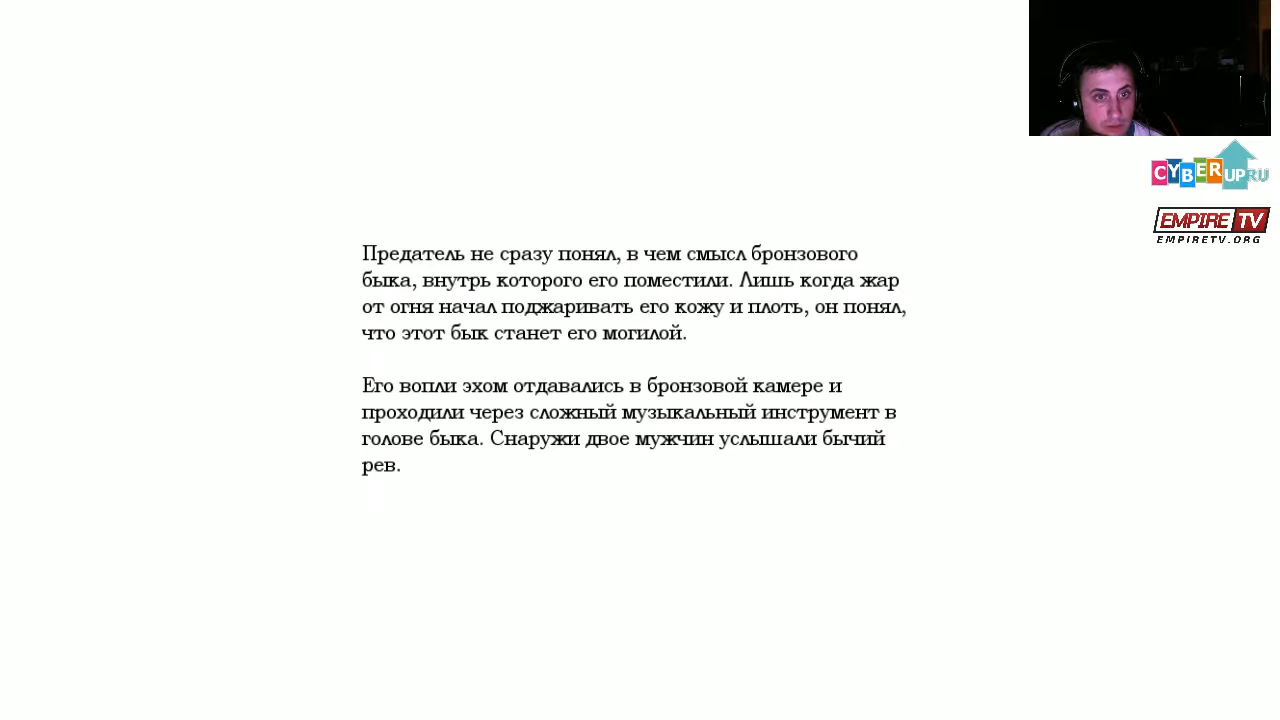 CYBERUP.RU
EMPIRE TV
EMPIRETV.ORG
Предатель не сразу понял, в чем смысл бронзового
быка, внутрь которого его поместили. Лишь когда жар
от огня начал поджаривать его кожу и плоть, он понял,
что этот бык станет его могилой.
Его вопли эхом отдавались в бронзовой камере и
проходили через сложный музыкальный инструмент в
голове быка. Снаружи двое мужчин услышали бычий
рев.